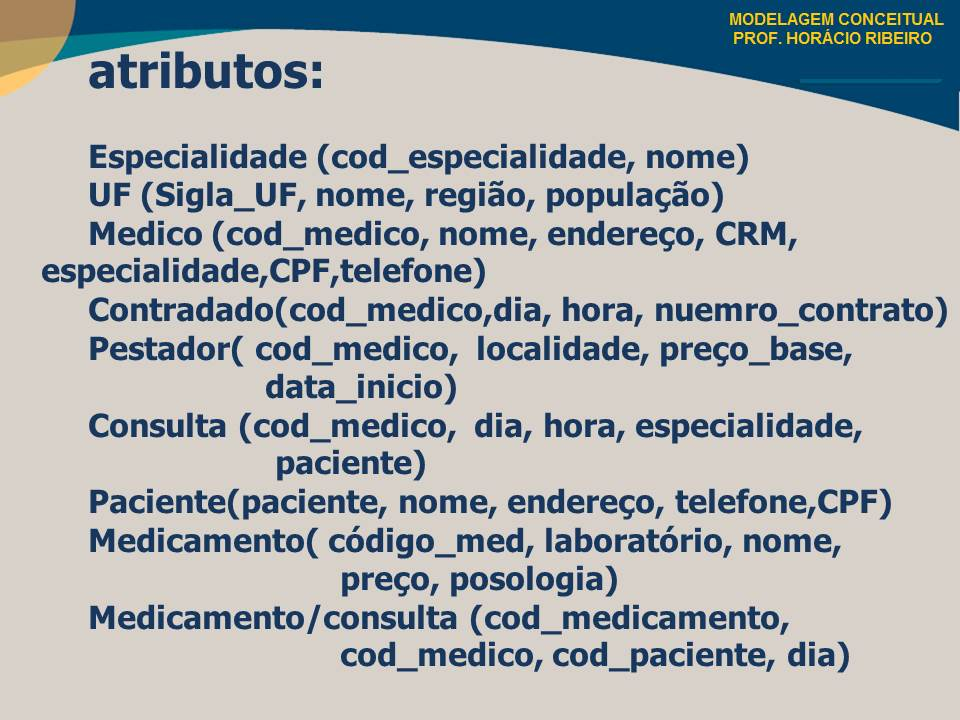 MODELAGEM CONCEITUAL
PROF. HORÁCIO RIBEIRO
atributos:
Especialidade (cod_especialidade, nome)
UF (Sigla_UF, nome, região, população)
Medico (cod_medico, nome, endereço, CRM,
especialidade,CPF,telefone)
Contradado(cod_medico,dia, hora, nuemro_contrato)
Pestador( cod_medico, localidade, preço_base,
data_inicio)
Consulta (cod_medico, dia, hora, especialidade,
paciente)
Paciente(paciente, nome, endereço, telefone,CPF)
Medicamento( código_med, laboratório, nome,
preço, posologia)
Medicamento/consulta (cod_medicamento,
cod_medico, cod_paciente, dia)